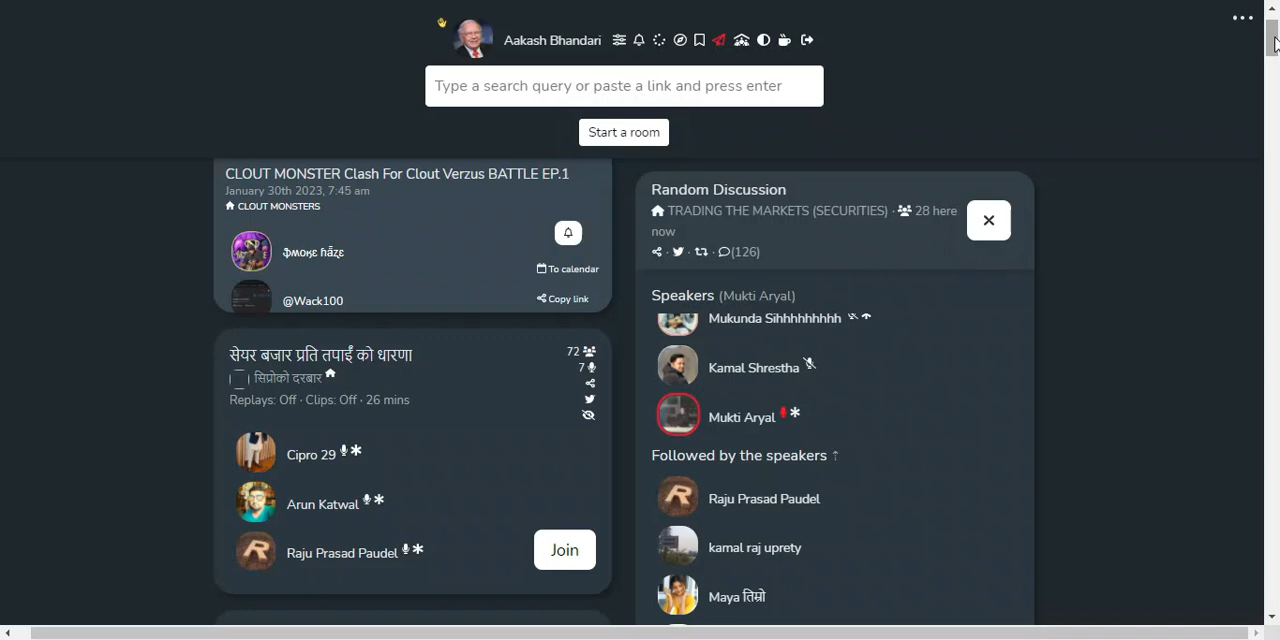 Aakash Bhandari
Type a search query or paste a link and press enter
Start a room
CLOUT MONSTER Clash For Clout Verzus BATTLE EP.1
January 30th 2023, 7:45 am
CLOUT MONSTERS
To calendar
@Wack100
Copy link
सेयर बजार प्रति तपाईं को धारणा
72
सिप्रोको दरबार
7
Replays: Off · Clips: Off · 26 mins
Cipro 29
Arun Katwal
Raju Prasad Paudel
Join
Random Discussion
TRADING THE MARKETS (SECURITIES) · 28 here
now
(126)
Speakers (Mukti Aryal)
Mukunda Sihhhhhhhhh
Kamal Shrestha
Mukti Aryal
Followed by the speakers ↑
Raju Prasad Paudel
kamal raj uprety
Maya तिम्रो